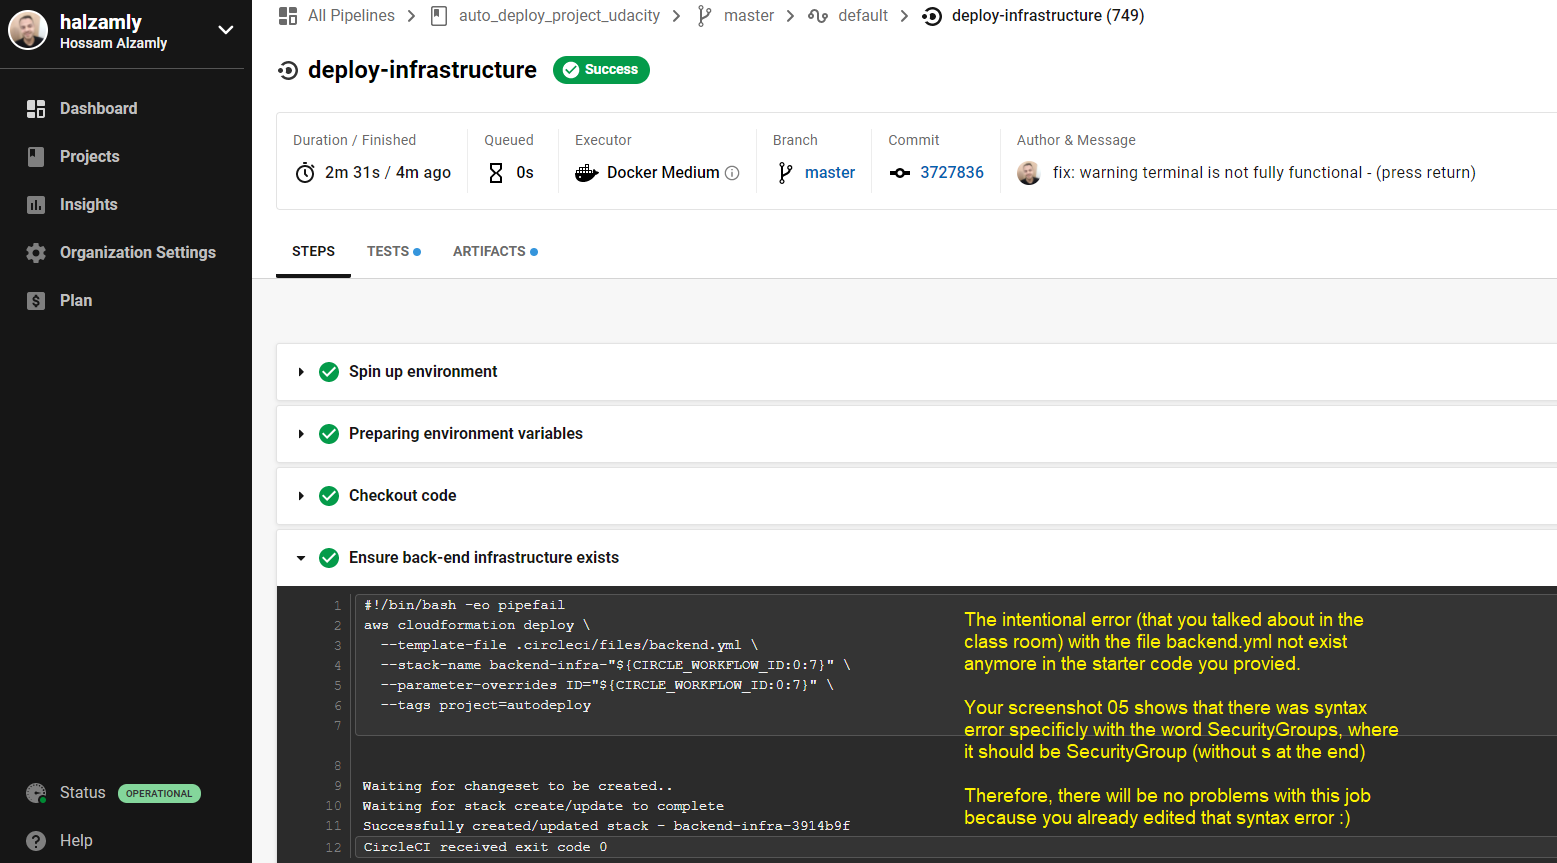 halzamly
Hossam Alzamly
Dashboard
Projects
Insights
Organization Settings
Plan
Status OPERATIONAL
Help
All Pipelines auto_deploy_project_udacity master default deploy-infrastructure (749)
deploy-infrastructure Success
Duration / Finished Queued Executor Branch Commit Author & Message
2m 31s / 4m ago 0s Docker Medium master 3727836 fix: warning terminal is not fully functional - (press return)
STEPS TESTS ARTIFACTS
Spin up environment
Preparing environment variables
Checkout code
Ensure back-end infrastructure exists
1 #!/bin/bash -eo pipefail
2 aws cloudformation deploy \
3 --template-file .circleci/files/backend.yml \
4 --stack-name backend-infra-"${CIRCLE_WORKFLOW_ID:0:7}" \
5 --parameter-overrides ID="${CIRCLE_WORKFLOW_ID:0:7}" \
6 --tags project=autodeploy
7
8
9 Waiting for changeset to be created..
10 Waiting for stack create/update to complete
11 Successfully created/updated stack - backend-infra-3914b9f
12 CircleCI received exit code 0
The intentional error (that you talked about in the
class room) with the file backend.yml not exist
anymore in the starter code you provied.
Your screenshot 05 shows that there was syntax
error specificly with the word SecurityGroups, where
it should be SecurityGroup (without s at the end)
Therefore, there will be no problems with this job
because you already edited that syntax error :)